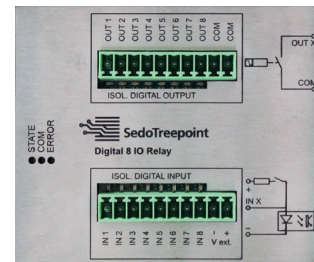 OUT 1 OUT 2 OUT 3 OUT 4 OUT 5 OUT 6 OUT 7 OUT 8 COM COM
OUT X
COM
ISOL. DIGITAL OUTPUT
STATE
COM
ERROR
SedoTreepoint
Digital 8 IO Relay
ISOL. DIGITAL INPUT
+
IN X
-
IN 1 IN 2 IN 3 IN 4 IN 5 IN 6 IN 7 IN 8 - +
V ext.